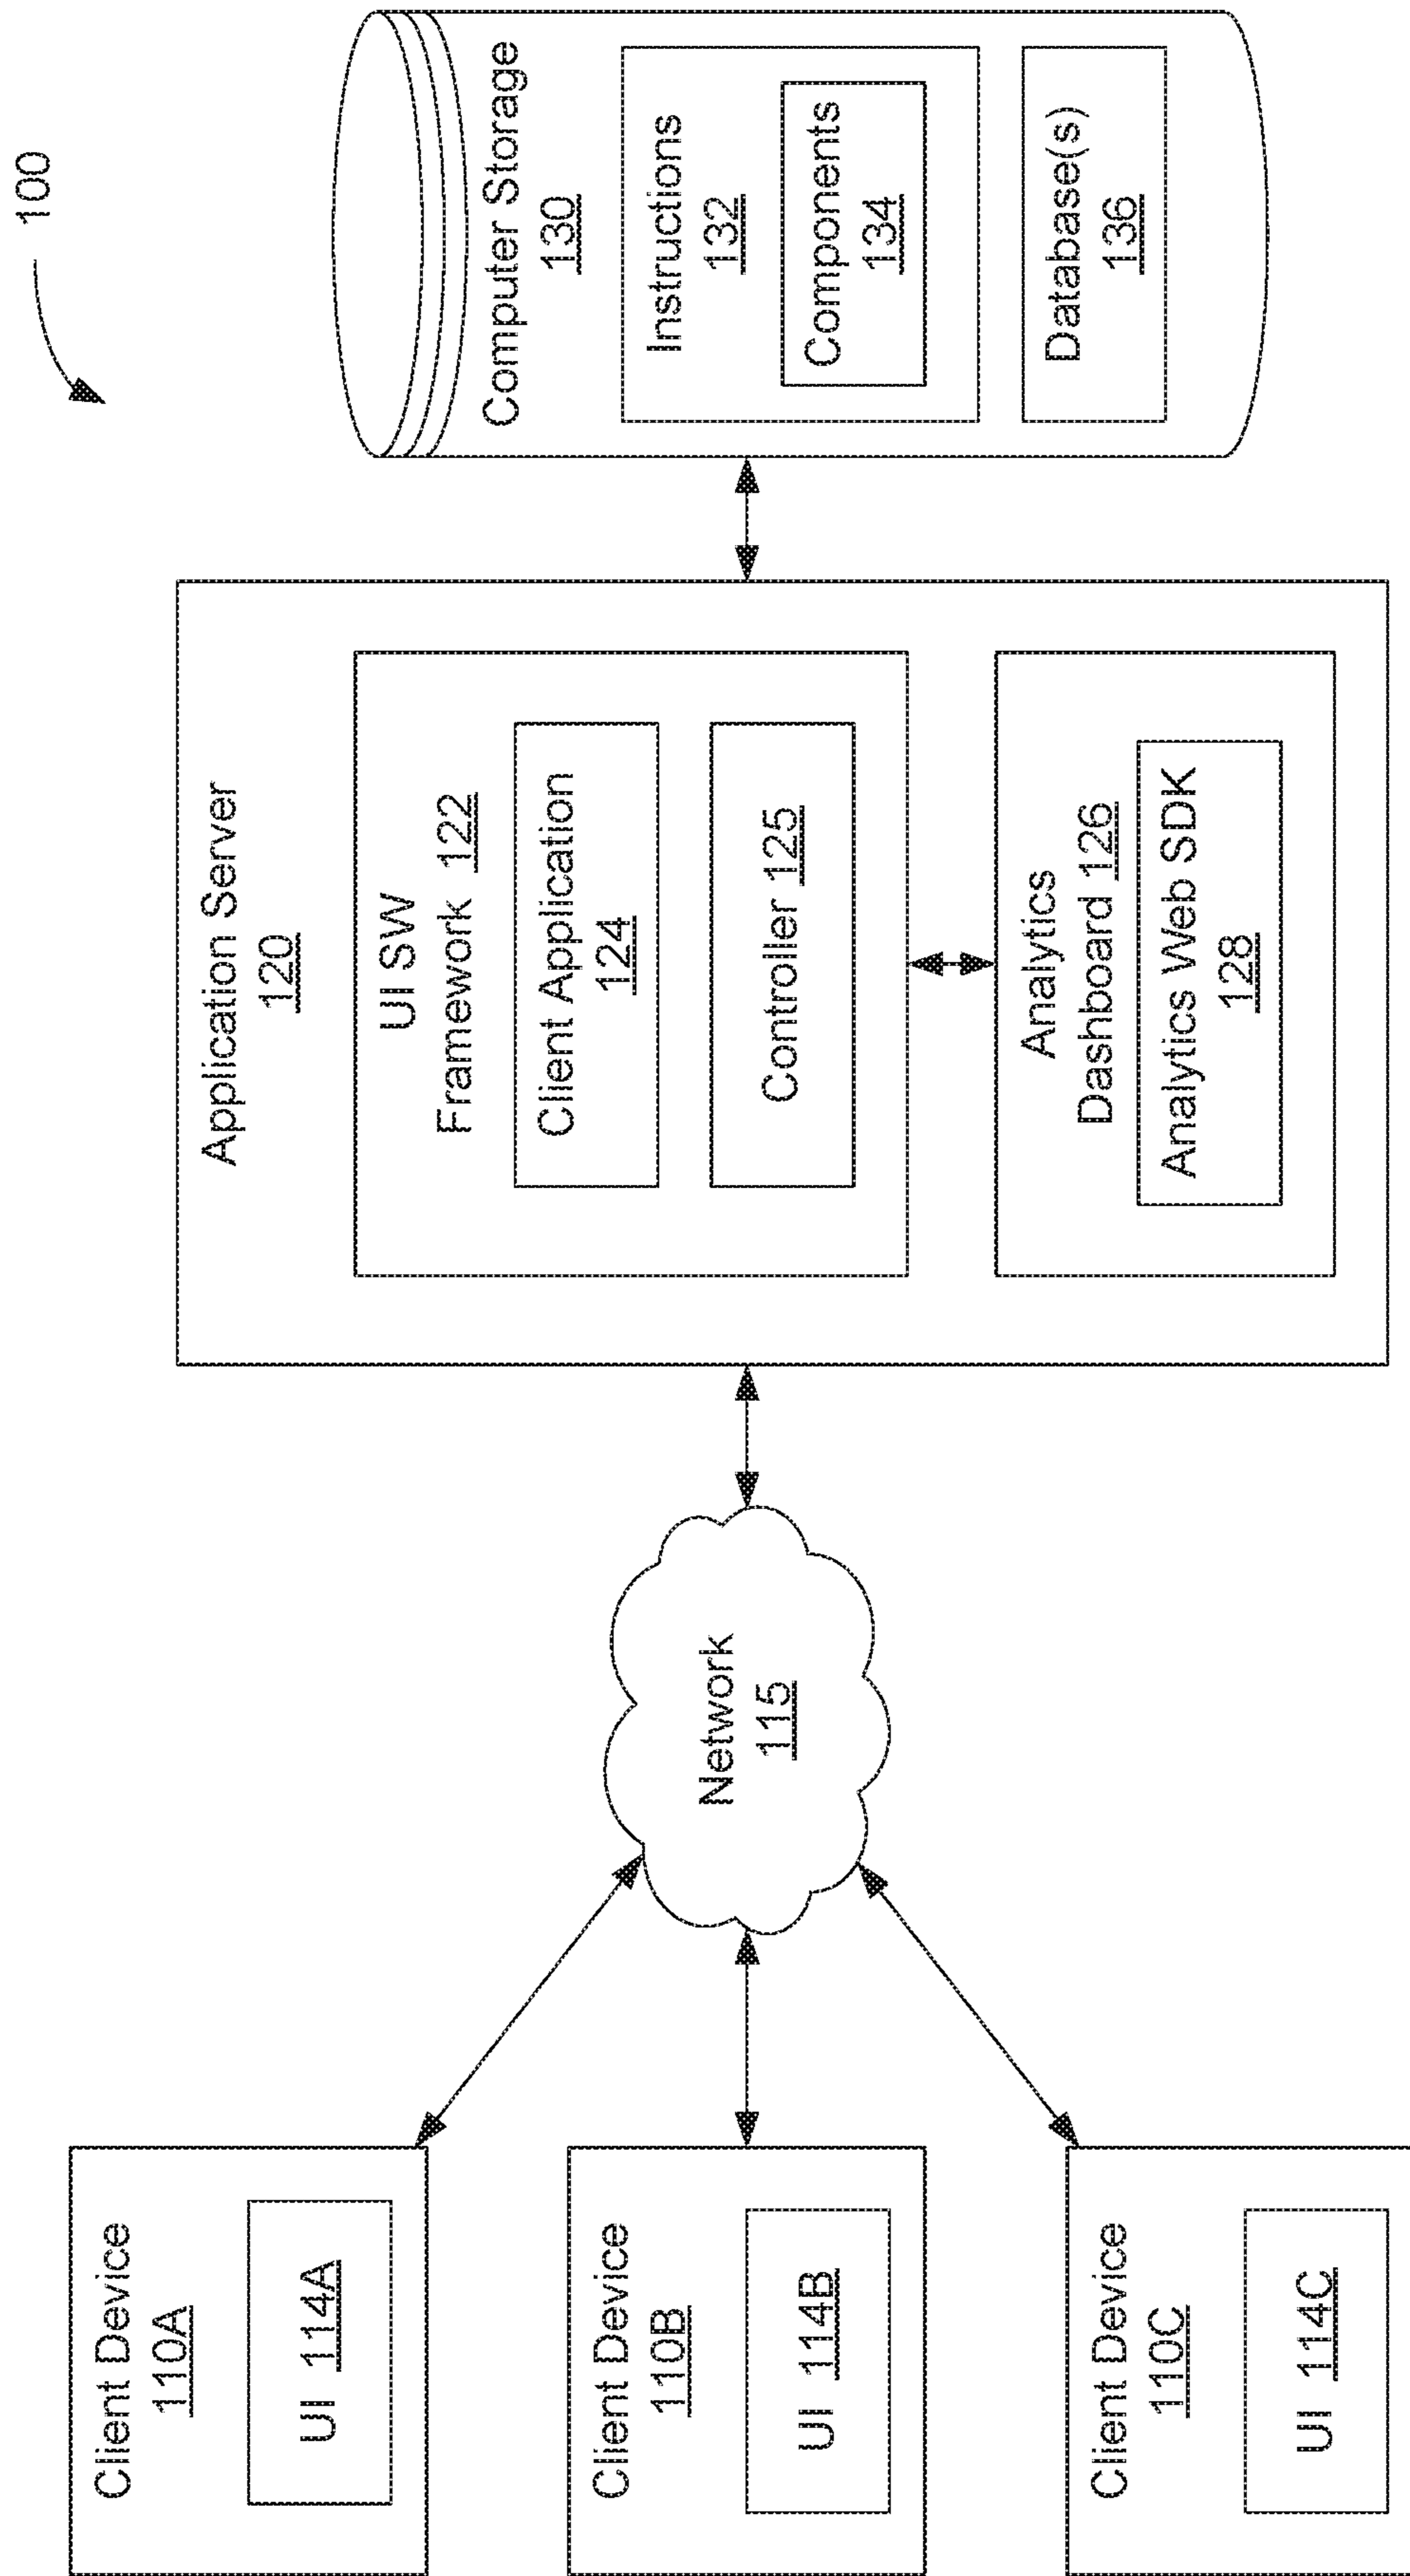 100
Client Device
110A
UI 114A
Client Device
110B
UI 114B
Client Device
110C
UI 114C
Network
115
Application Server
120
UI SW
Framework 122
Client Application
124
Controller 125
Analytics
Dashboard 126
Analytics Web SDK
128
Computer Storage
130
Instructions
132
Components
134
Database(s)
136